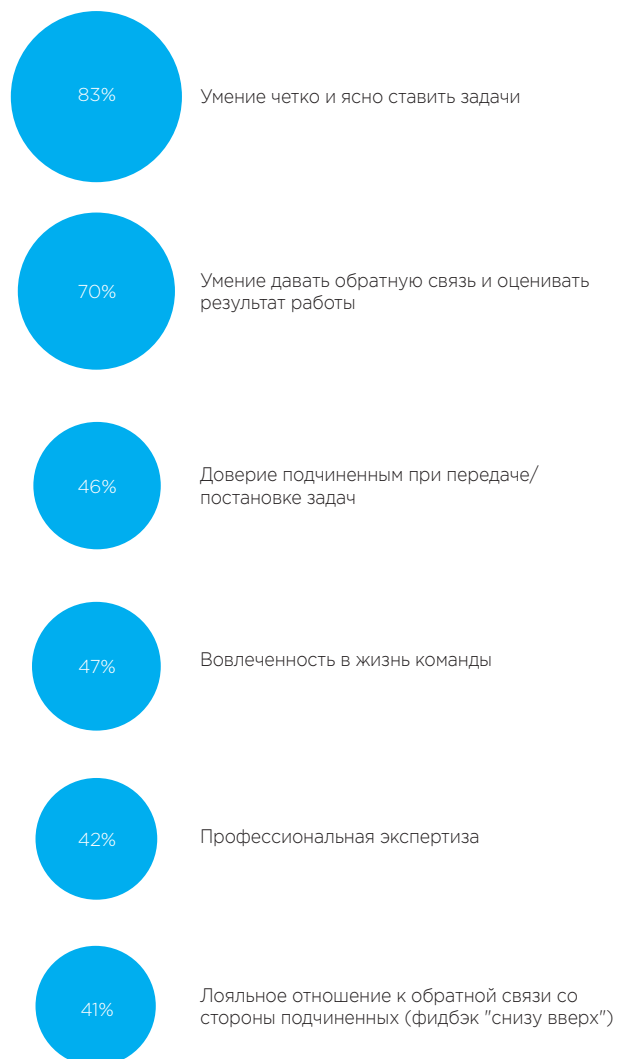 83%
Умение четко и ясно ставить задачи
70%
Умение давать обратную связь и оценивать
результат работы
46%
Доверие подчиненным при передаче/
постановке задач
47%
Вовлеченность в жизнь команды
42%
Профессиональная экспертиза
41%
Лояльное отношение к обратной связи со
стороны подчиненных (фидбэк "снизу вверх")